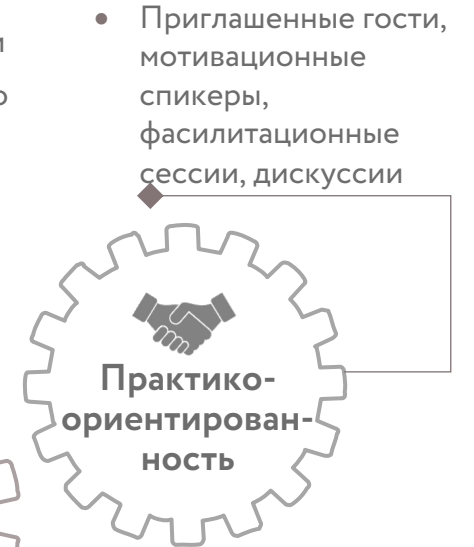 • Приглашенные гости,
мотивационные
спикеры,
фасилитационные
сессии, дискуссии
Практико-
ориентирован-
ность